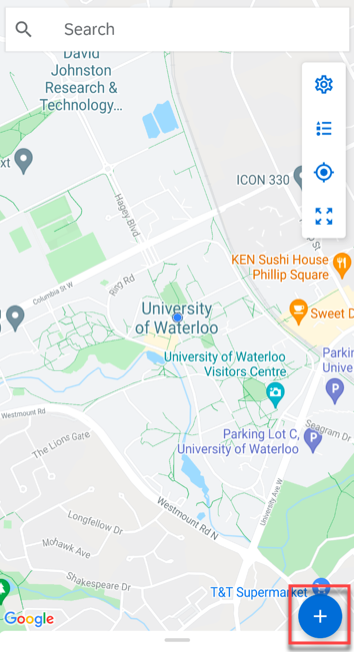 Search
David
Johnston
Research &
Technology...
xt
ICON 330
Hagey Blvd
KEN Sushi House
Phillip Square
Columbia St W
Ring Rd
University
of Waterloo
Sweet D
University of Waterloo
Visitors Centre
Parkin
Unive
Westmount Rd
Seagram Dr
Parking Lot C,
University of Waterloo
The Lions Gate
University Ave W
Westmount Rd N
Longfellow Dr
Mohawk Ave
Shakespeare Dr
T&T Supermarket
Google